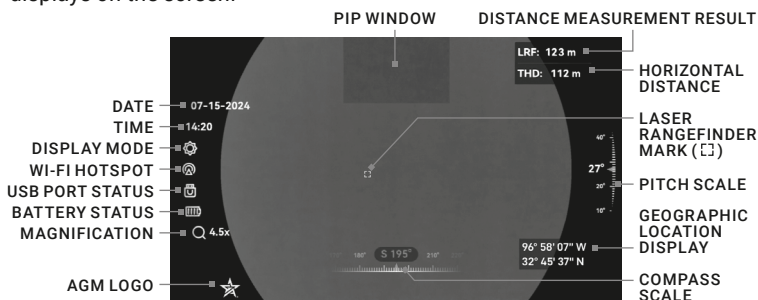 displays on the screen.
PIP WINDOW
DISTANCE MEASUREMENT RESULT
LRF: 123 m
THD: 112 m
HORIZONTAL
DISTANCE
DATE
07-15-2024
TIME
14:20
DISPLAY MODE
WI-FI HOTSPOT
USB PORT STATUS
BATTERY STATUS
MAGNIFICATION
4.5x
AGM LOGO
LASER
RANGEFINDER
MARK ( )
40°
27°
20°
10°
PITCH SCALE
GEOGRAPHIC
LOCATION
DISPLAY
96° 58' 07" W
32° 45' 37" N
180°
S 195°
210°
COMPASS
SCALE